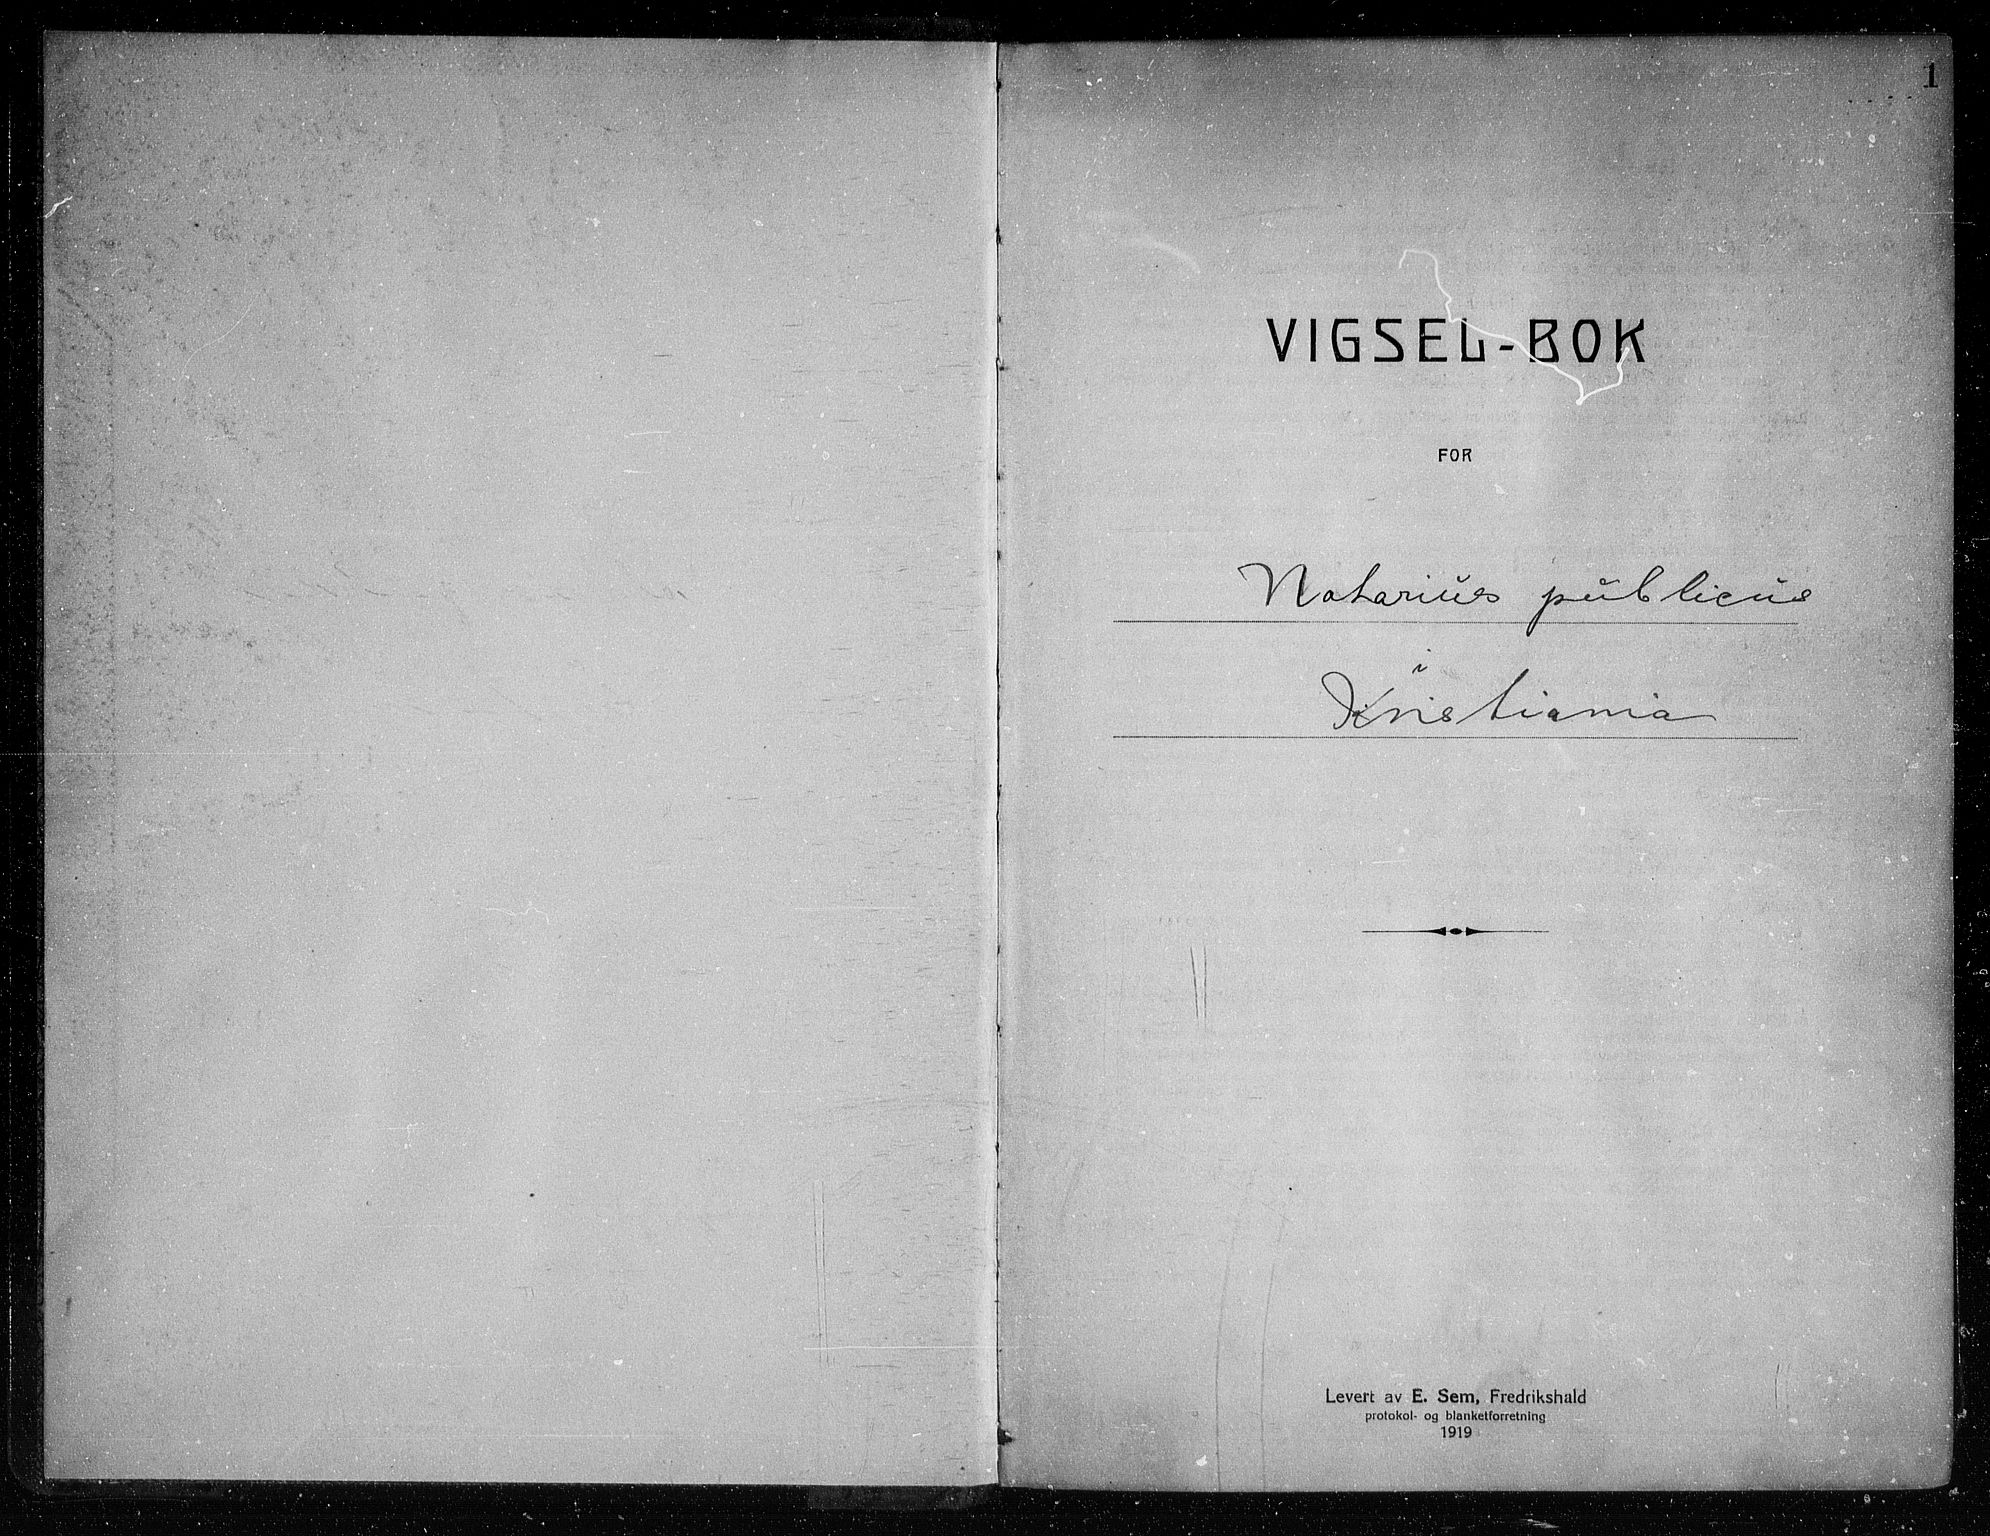 1
VIGSEL-BOK
FOR
Notarius publicus
i
Kristiania
Levert av E. Sem, Fredrikshald
protokol- og blanketforretning
1919